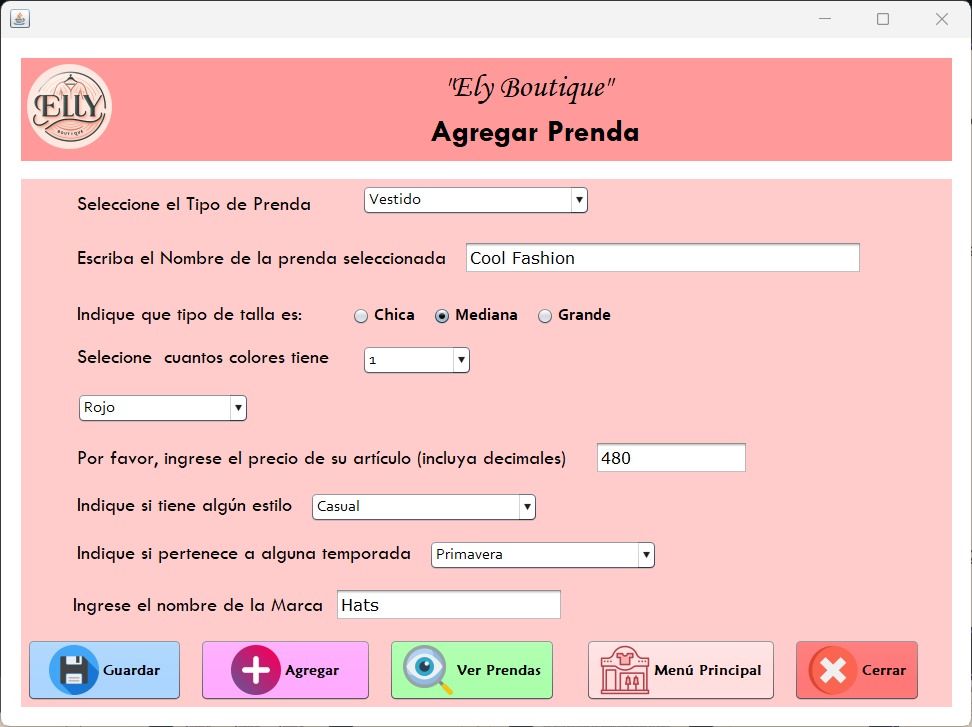 ELLY
BOUTIQUE
"Ely Boutique"
Agregar Prenda
Seleccione el Tipo de Prenda Vestido
Escriba el Nombre de la prenda seleccionada Cool Fashion
Indique que tipo de talla es: Chica Mediana Grande
Selecione cuantos colores tiene 1
Rojo
Por favor, ingrese el precio de su artículo (incluya decimales) 480
Indique si tiene algún estilo Casual
Indique si pertenece a alguna temporada Primavera
Ingrese el nombre de la Marca Hats
Guardar Agregar Ver Prendas Menú Principal Cerrar